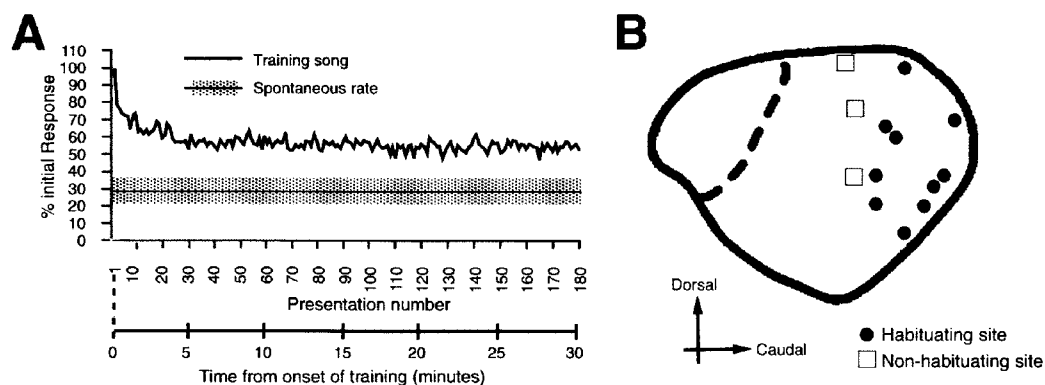 A
110
100
90
80
70
60
50
40
30
20
10
0
% initial Response
Training song
Spontaneous rate
1 10 20 30 40 50 60 70 80 90 100 110 120 130 140 150 160 170 180
Presentation number
0 5 10 15 20 25 30
Time from onset of training (minutes)
B
Dorsal
Caudal
Habituating site
Non-habituating site